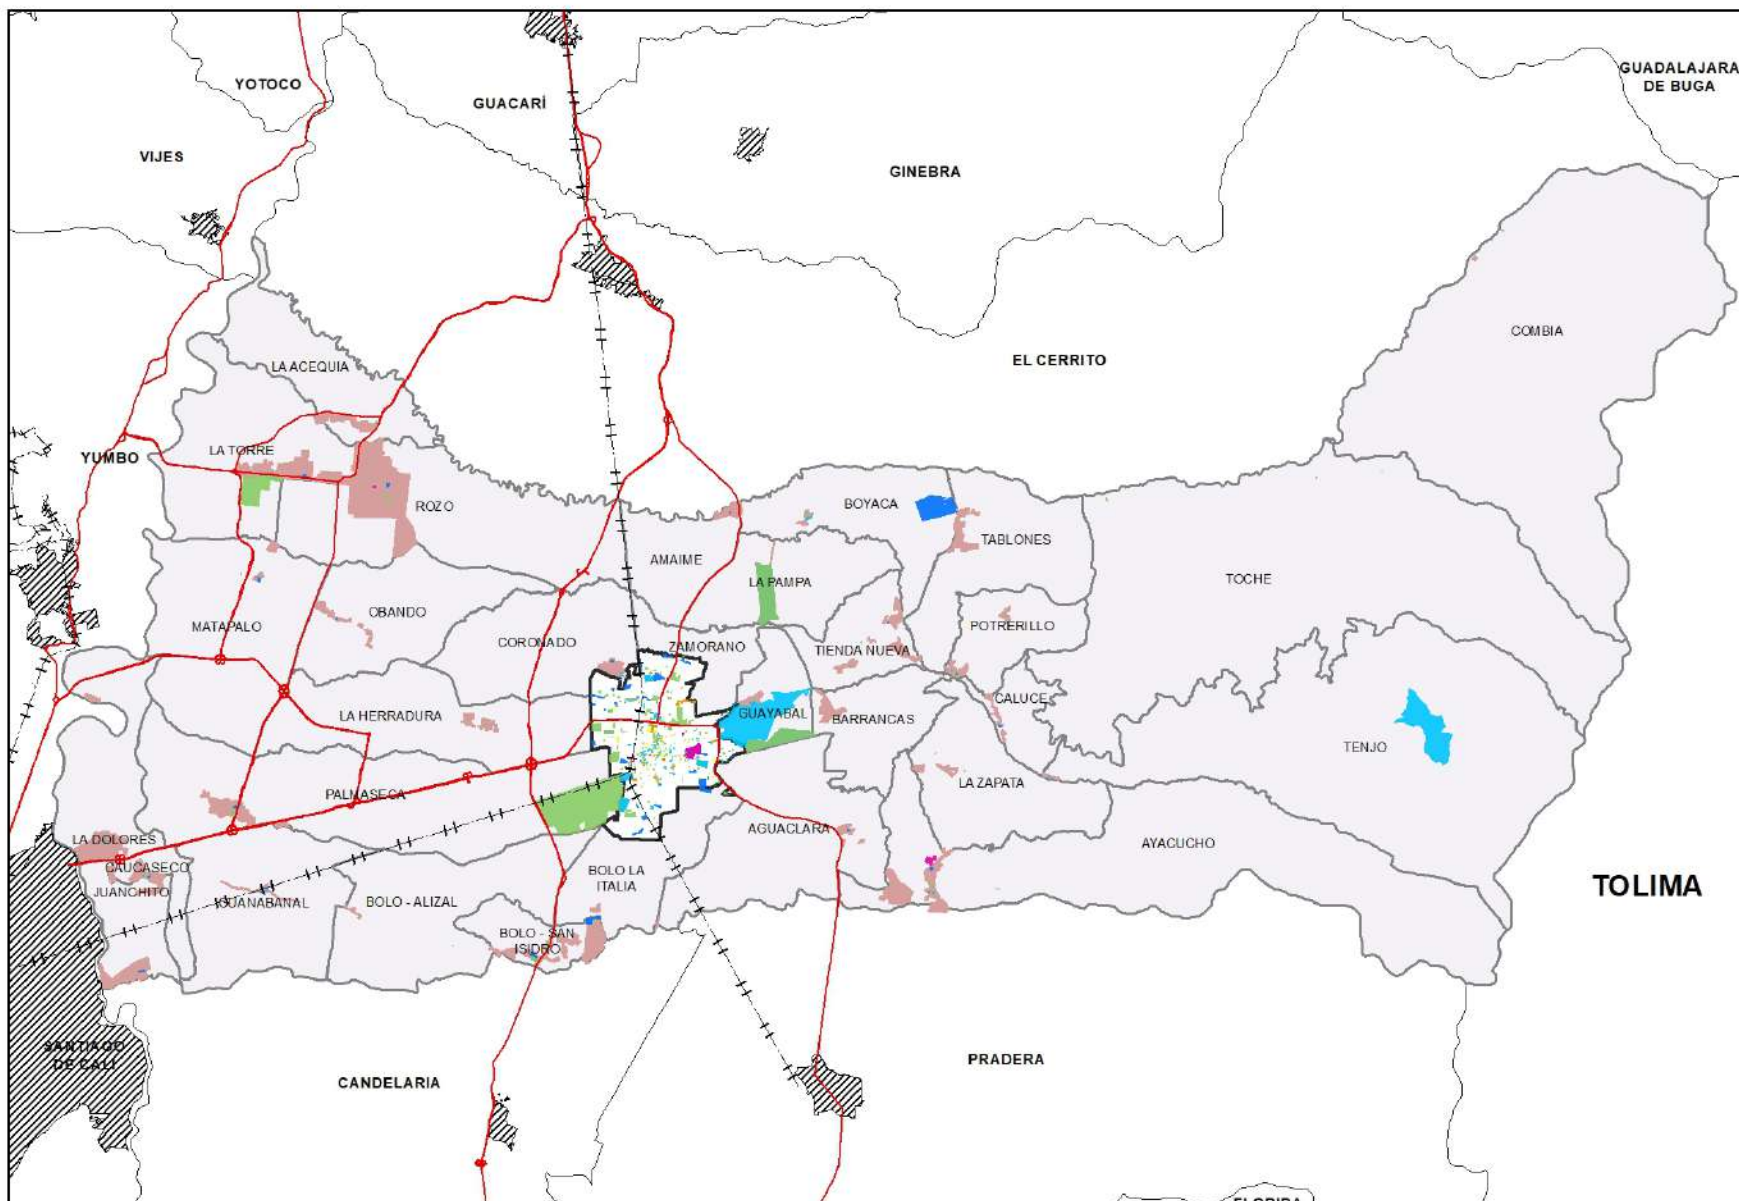 GUADALAJARA
DE BUGA
YOTOCO
GUACARÍ
VIJES
GINEBRA
COMBIA
EL CERRITO
LA ACEQUIA
LA TORRE
YUMBO
ROZO
BOYACA
TABLONES
AMAIME
LA PAMPA
TOCHE
OBANDO
MATAPALO
CORONADO
ZAMORANO
TIENDA NUEVA
POTRERILLO
CALUCE
LA HERRADURA
GUAYABAL
BARRANCAS
TENJO
PALMASECA
LA ZAPATA
LA DOLORES
AGUACLARA
AYACUCHO
CAUCASECO
JUANCHITO
IGUANABANAL
BOLO - ALIZAL
BOLO LA
ITALIA
TOLIMA
BOLO - SAN
ISIDRO
SANTIAGO
DE CALI
CANDELARIA
PRADERA
FLORIDA